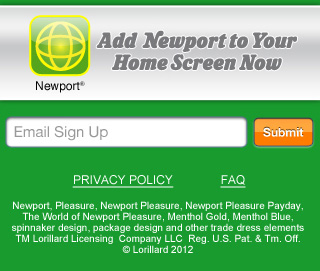 Add Newport to Your
Home Screen Now
Newport®
Email Sign Up
Submit
PRIVACY POLICY FAQ
Newport, Pleasure, Newport Pleasure, Newport Pleasure Payday,
The World of Newport Pleasure, Menthol Gold, Menthol Blue,
spinnaker design, package design and other trade dress elements
TM Lorillard Licensing Company LLC Reg. U.S. Pat. & Tm. Off.
© Lorillard 2012